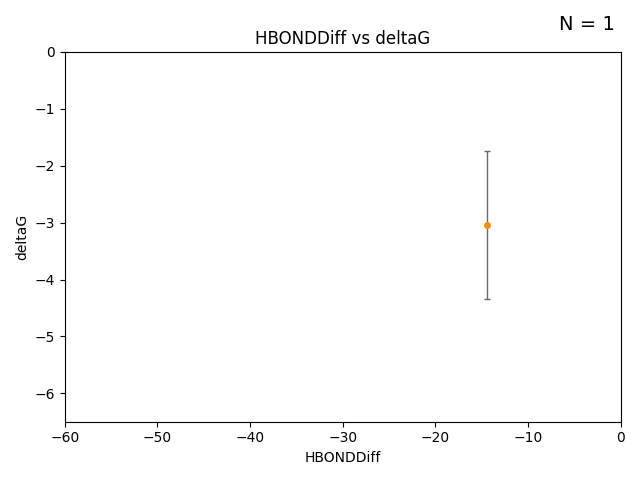 N = 1
HBONDDiff vs deltaG
0
−1
−2
−3
−4
−5
−6
deltaG
−60 −50 −40 −30 −20 −10 0
HBONDDiff